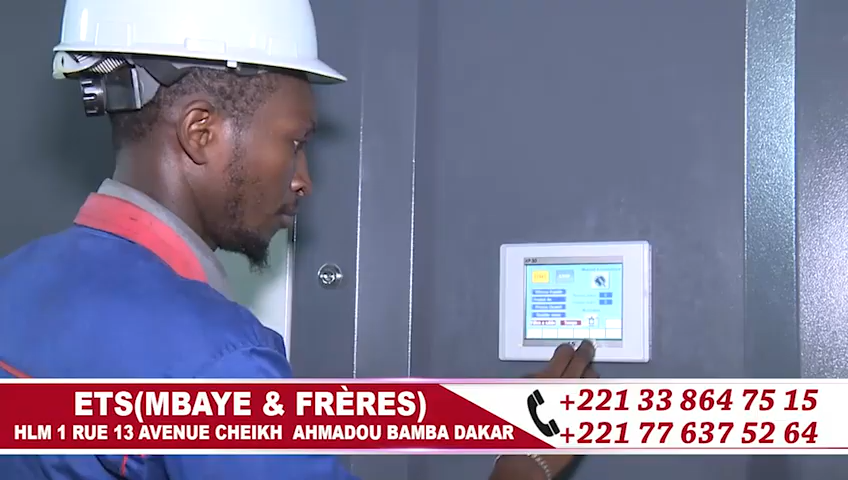 ETS(MBAYE & FRÈRES)
HLM 1 RUE 13 AVENUE CHEIKH AHMADOU BAMBA DAKAR
+221 33 864 75 15
+221 77 637 52 64